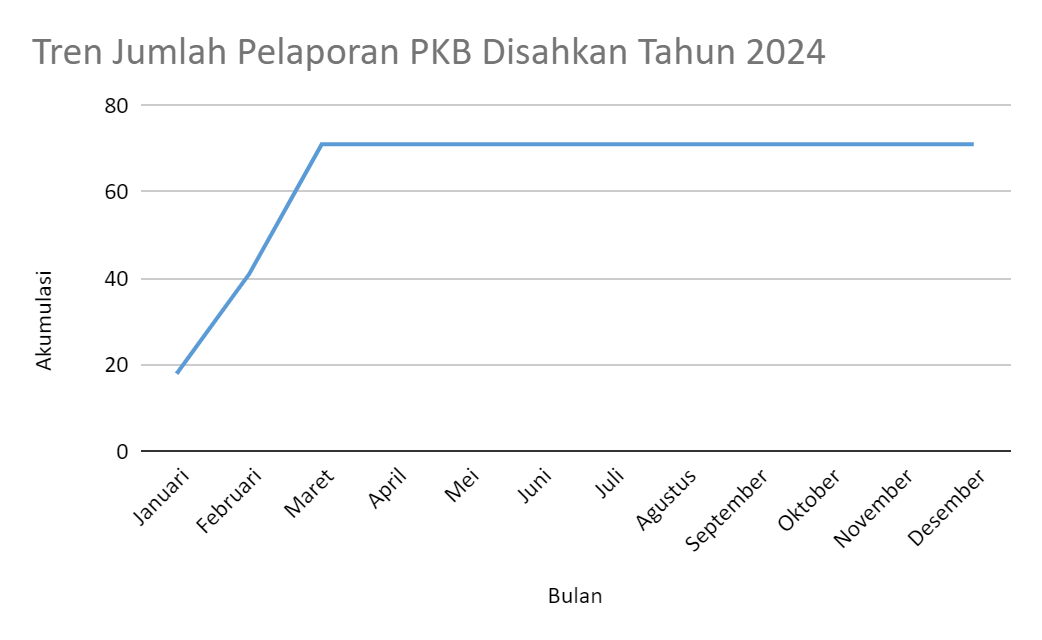 Tren Jumlah Pelaporan PKB Disahkan Tahun 2024
80
60
40
20
0
Akumulasi
Januari
Februari
Maret
April
Mei
Juni
Juli
Agustus
September
Oktober
November
Desember
Bulan